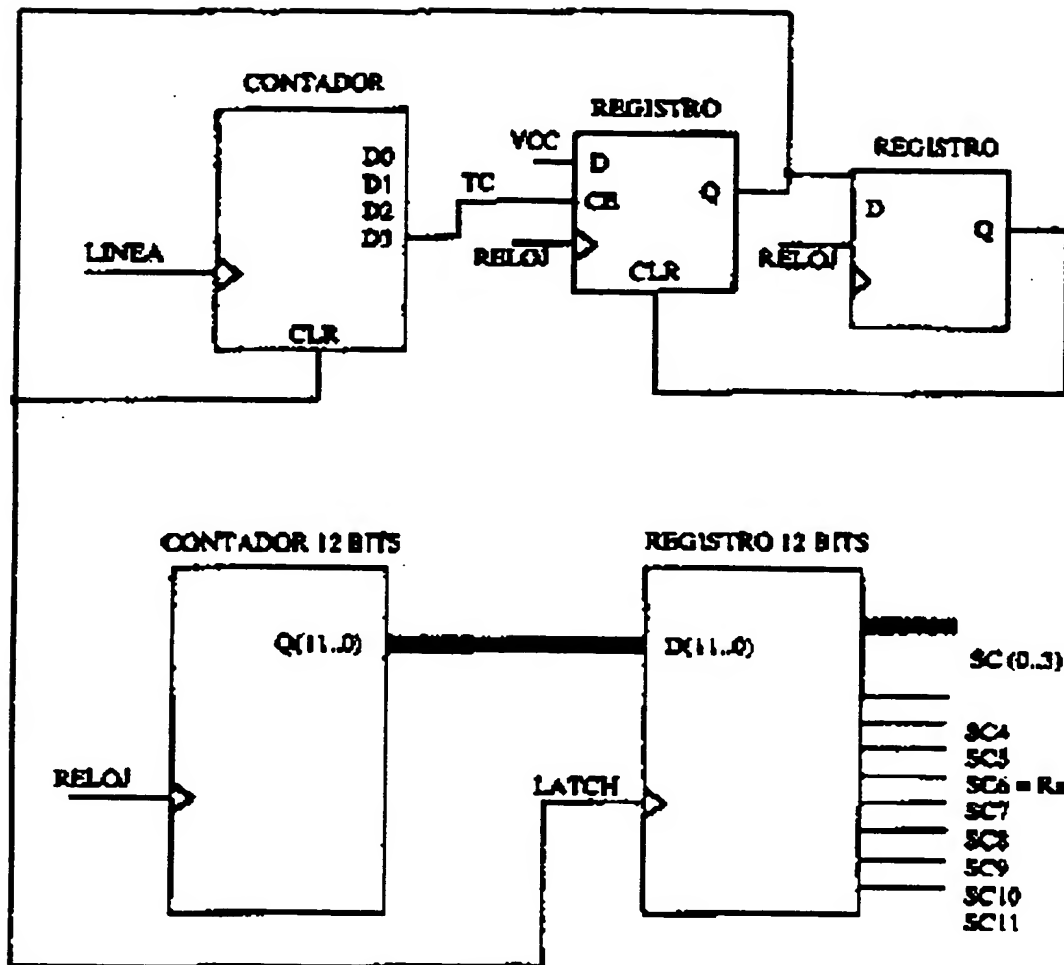 CONTADOR
D0
D1
D2
D3
LINEA
CLR
TC
REGISTRO
VCC
D
CE
Q
RELOJ
CLR
REGISTRO
D
Q
RELOJ
CONTADOR 12 BITS
Q(11..0)
RELOJ
REGISTRO 12 BITS
D(11..0)
LATCH
SC (0..3)
SC4
SC5
SC6 =
SC7
SC8
SC9
SC10
SC11